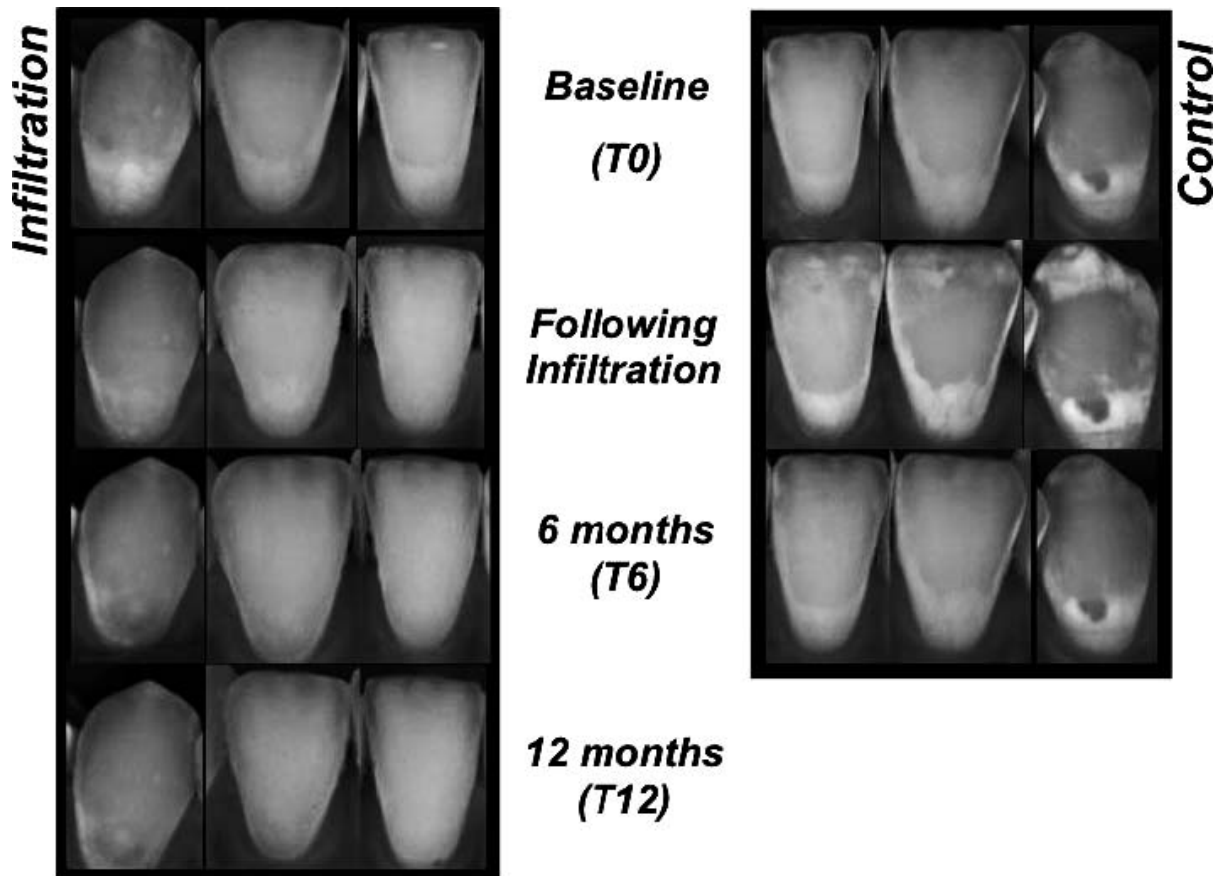 Infiltration
Baseline
(T0)
Control
Following
Infiltration
6 months
(T6)
12 months
(T12)